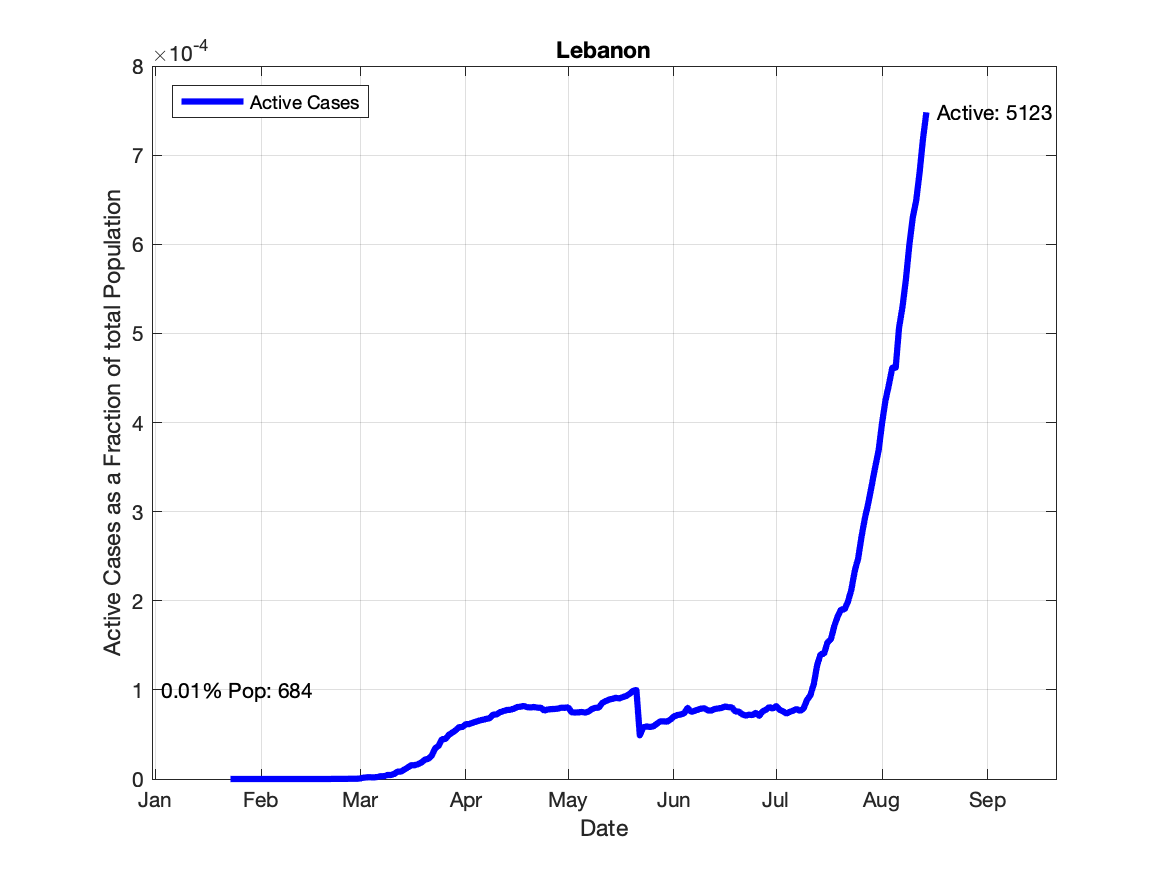 ×10⁻⁴
Lebanon
8
7
6
5
4
3
2
1
0
Active Cases
Active: 5123
0.01% Pop: 684
Active Cases as a Fraction of total Population
Jan Feb Mar Apr May Jun Jul Aug Sep
Date